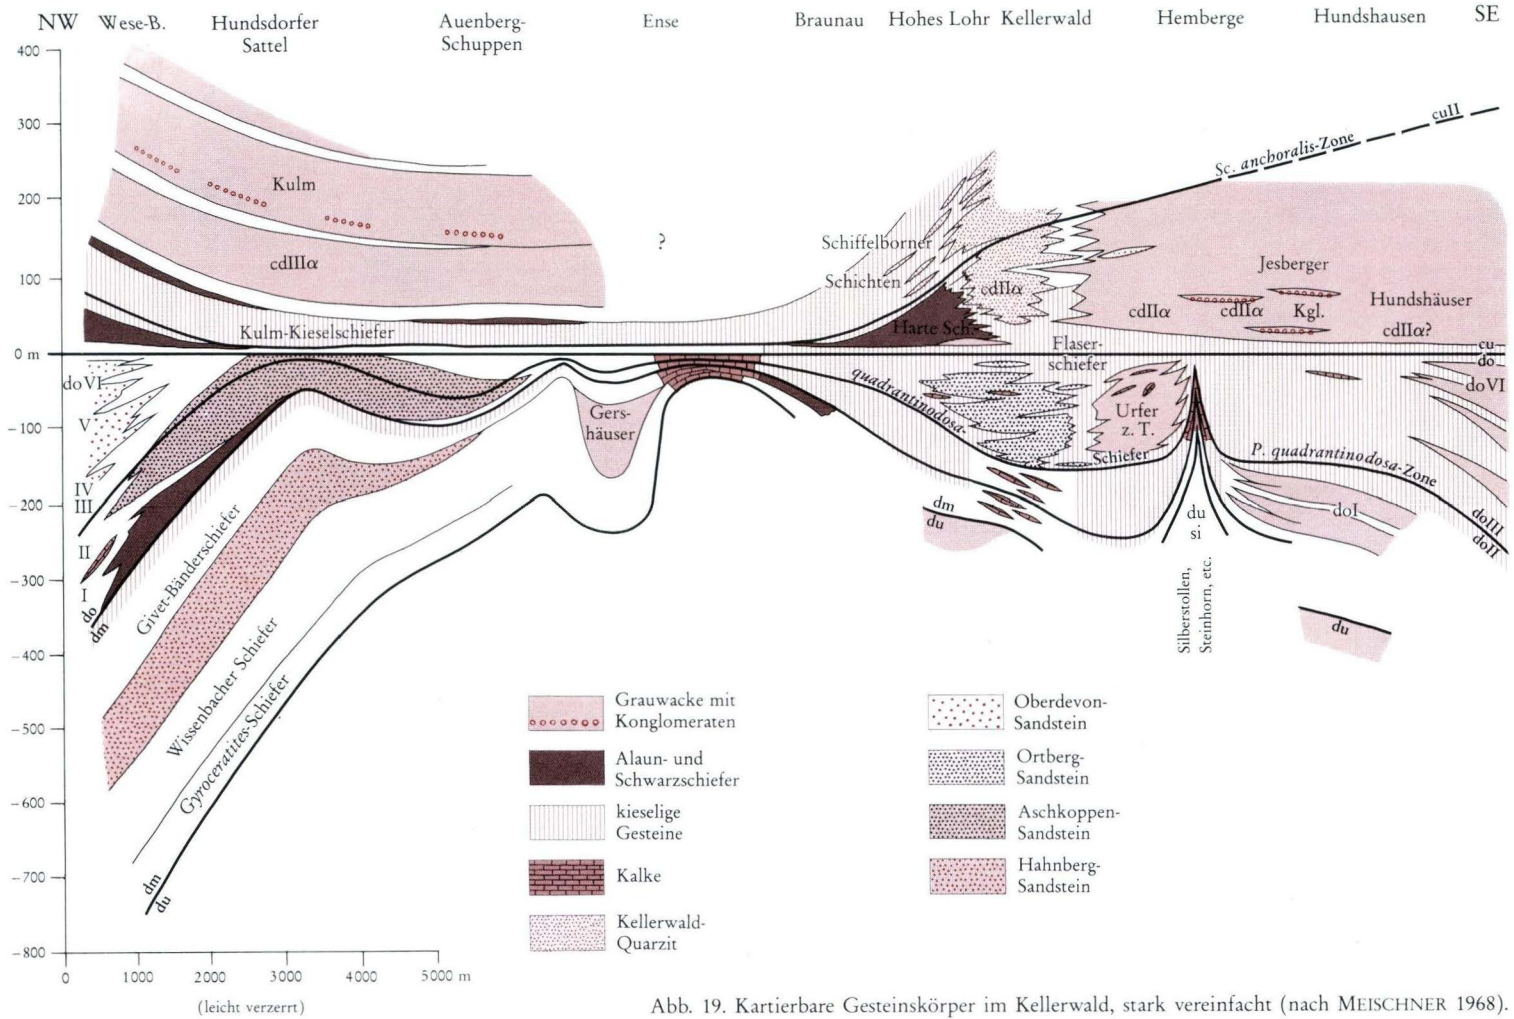 NW Wese-B. Hundsdorfer Auenberg- Ense Braunau Hohes Lohr Kellerwald Hemberge Hundshausen SE
Sattel Schuppen
400
300
200
100
0 m
-100
-200
-300
-400
-500
-600
-700
-800
0 1000 2000 3000 4000 5000 m
(leicht verzerrt)
Kulm
cdIIIα
Kulm-Kieselschiefer
?
doVI
V
IV
III
II
I
do
dm
Givet-Bänderschiefer
Wissenbacher Schiefer
Gyroceratites-Schiefer
dm
du
Gers-
häuser
Schiffelborner
Schichten
cdIIα
Harte Sch.
Flaser-
schiefer
quadrantinodosa-
Urfer
z. T.
Schiefer
dm
du
Sc. anchoralis-Zone
cuII
Jesberger
cdIIα cdIIα Kgl.
Hundshäuser
cdIIα?
cu
do
doVI
P. quadrantinodosa-Zone
doI
doIII
doII
du
si
Silberstollen,
Steinhorn, etc.
du
Grauwacke mit
Konglomeraten
Alaun- und
Schwarzschiefer
kieselige
Gesteine
Kalke
Kellerwald-
Quarzit
Oberdevon-
Sandstein
Ortberg-
Sandstein
Aschkoppen-
Sandstein
Hahnberg-
Sandstein
Abb. 19. Kartierbare Gesteinskörper im Kellerwald, stark vereinfacht (nach MEISCHNER 1968).